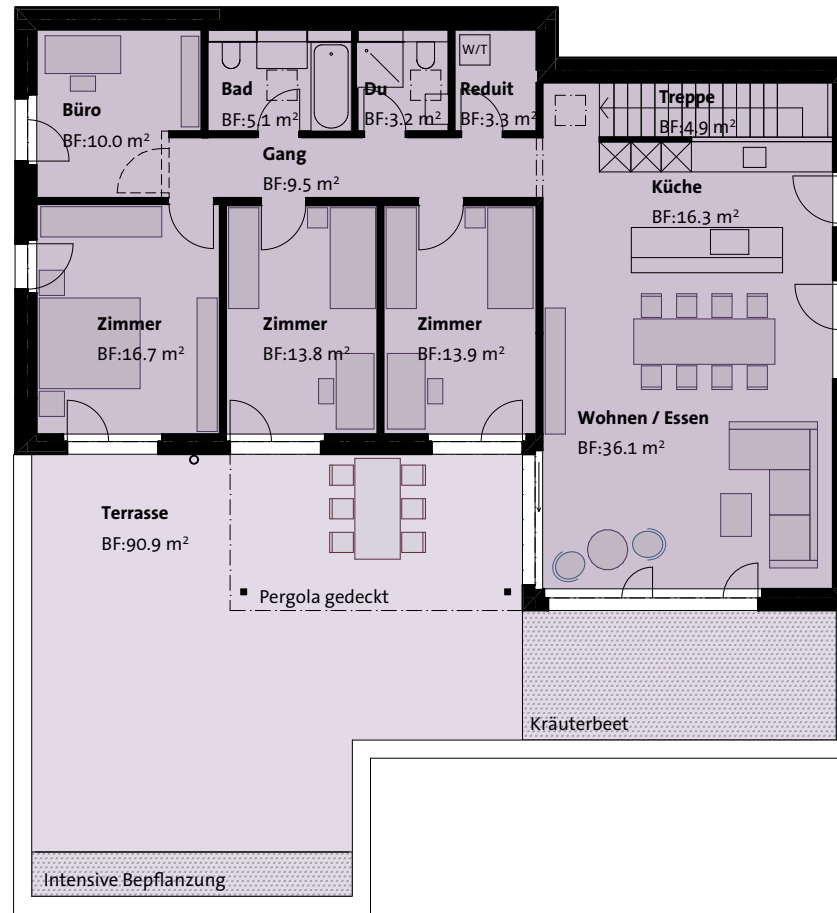 W/T
Bad
Du
Reduit
Treppe
Büro
BF:5.1 m²
BF:3.2 m²
BF:3.3 m²
BF:4.9 m²
BF:10.0 m²
Gang
BF:9.5 m²
Küche
BF:16.3 m²
Zimmer
BF:16.7 m²
Zimmer
BF:13.8 m²
Zimmer
BF:13.9 m²
Wohnen / Essen
BF:36.1 m²
Terrasse
BF:90.9 m²
Pergola gedeckt
Kräuterbeet
Intensive Bepflanzung